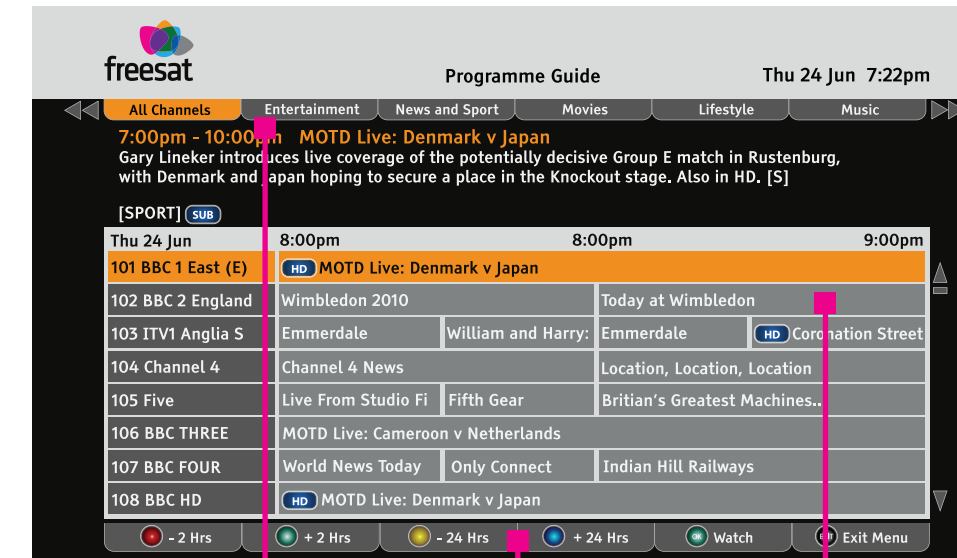 freesat
Programme Guide Thu 24 Jun 7:22pm
All Channels Entertainment News and Sport Movies Lifestyle Music
7:00pm - 10:00pm MOTD Live: Denmark v Japan
Gary Lineker introduces live coverage of the potentially decisive Group E match in Rustenburg,
with Denmark and Japan hoping to secure a place in the Knockout stage. Also in HD. [S]
[SPORT] SUB
Thu 24 Jun 8:00pm 8:00pm 9:00pm
101 BBC 1 East (E) HD MOTD Live: Denmark v Japan
102 BBC 2 England Wimbledon 2010 Today at Wimbledon
103 ITV1 Anglia S Emmerdale William and Harry: Emmerdale HD Coronation Street
104 Channel 4 Channel 4 News Location, Location, Location
105 Five Live From Studio Fi Fifth Gear Britian's Greatest Machines..
106 BBC THREE MOTD Live: Cameroon v Netherlands
107 BBC FOUR World News Today Only Connect Indian Hill Railways
108 BBC HD HD MOTD Live: Denmark v Japan
- 2 Hrs + 2 Hrs - 24 Hrs + 24 Hrs OK Watch EXIT Exit Menu